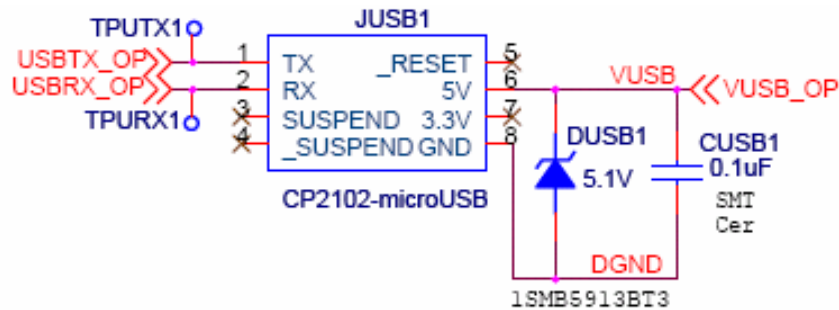 TPUTX1
JUSB1
USBTX_OP
1
TX
_RESET
5
USBRX_OP
2
RX
5V
6
VUSB
VUSB_OP
TPURX1
3
SUSPEND
3.3V
7
4
_SUSPEND
GND
8
DUSB1
5.1V
CUSB1
0.1uF
SMT
Cer
CP2102-microUSB
DGND
1SMB5913BT3